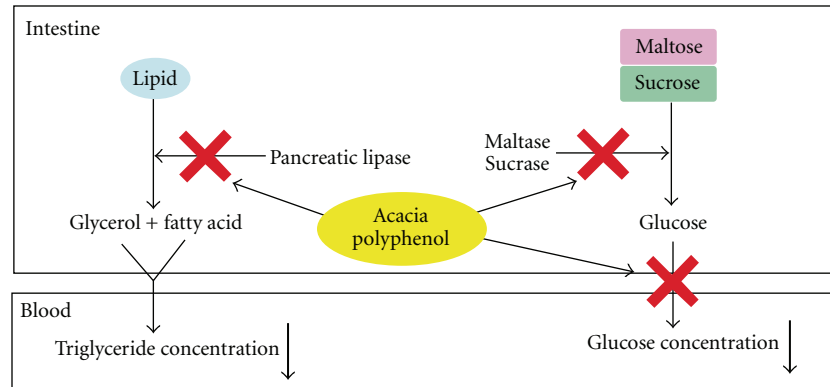 Intestine
Lipid
Maltose
Sucrose
Pancreatic lipase
Maltase
Sucrase
Glycerol + fatty acid
Acacia
polyphenol
Glucose
Blood
Triglyceride concentration
Glucose concentration